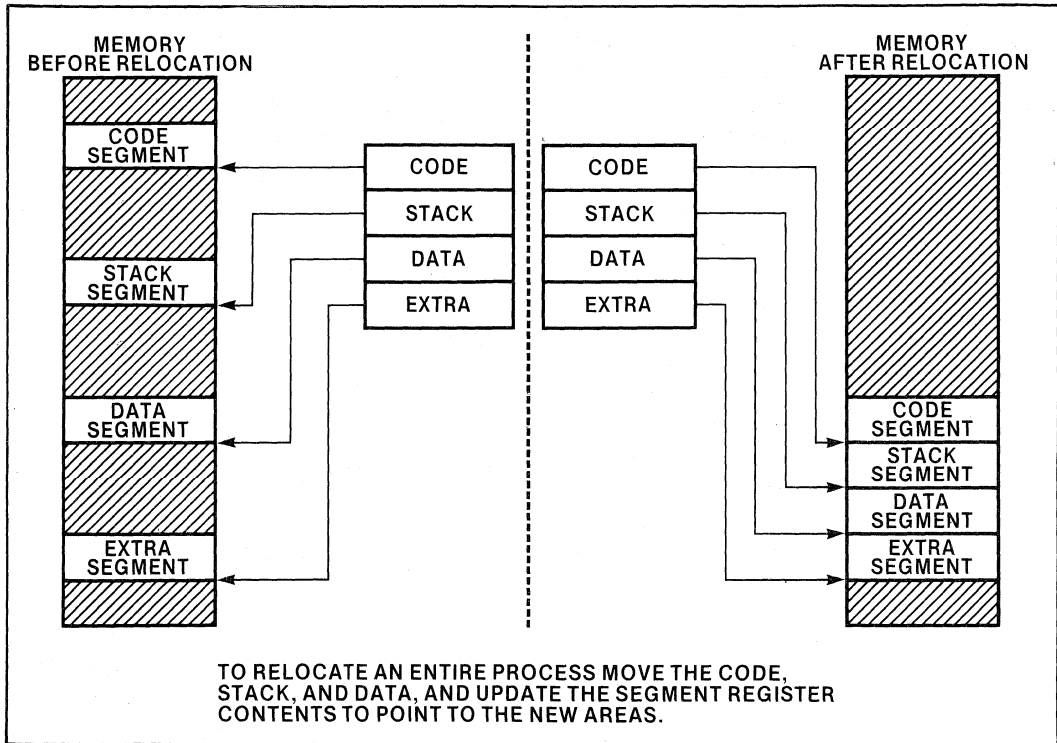 MEMORY
BEFORE RELOCATION
CODE
SEGMENT
STACK
SEGMENT
DATA
SEGMENT
EXTRA
SEGMENT
CODE
STACK
DATA
EXTRA
CODE
STACK
DATA
EXTRA
MEMORY
AFTER RELOCATION
CODE
SEGMENT
STACK
SEGMENT
DATA
SEGMENT
EXTRA
SEGMENT
TO RELOCATE AN ENTIRE PROCESS MOVE THE CODE,
STACK, AND DATA, AND UPDATE THE SEGMENT REGISTER
CONTENTS TO POINT TO THE NEW AREAS.